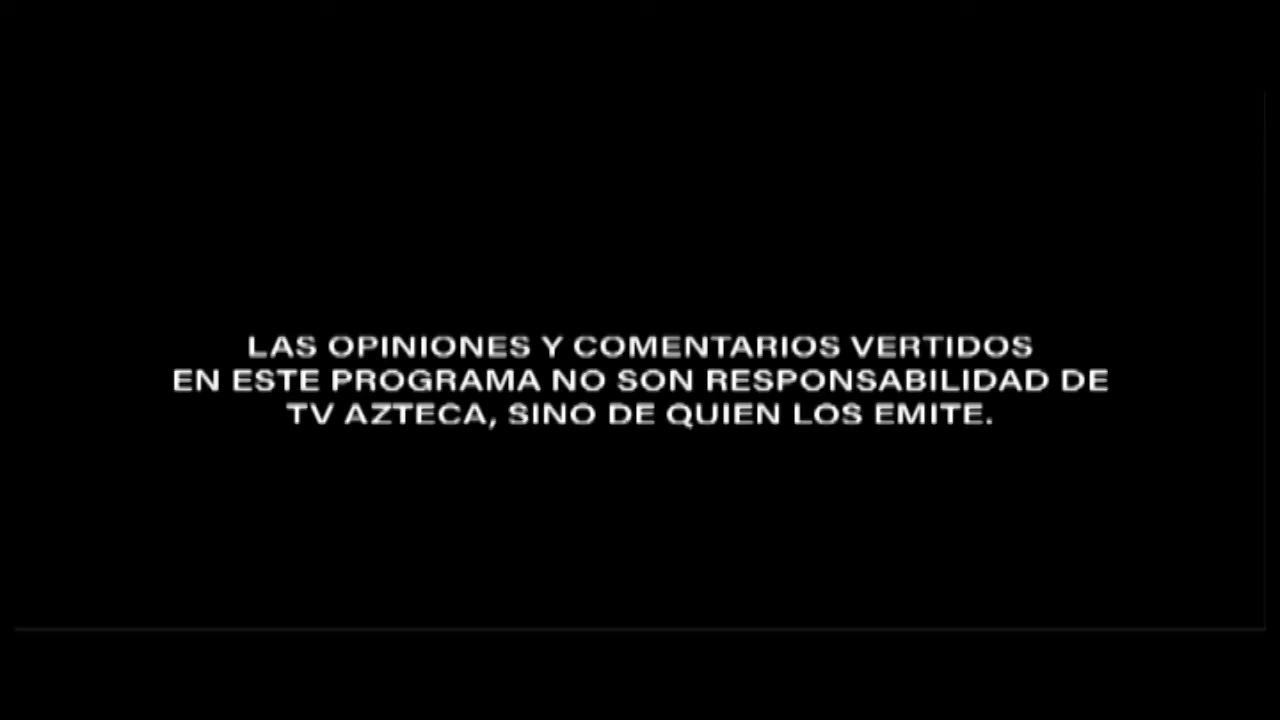 LAS OPINIONES Y COMENTARIOS VERTIDOS
EN ESTE PROGRAMA NO SON RESPONSABILIDAD DE
TV AZTECA, SINO DE QUIEN LOS EMITE.